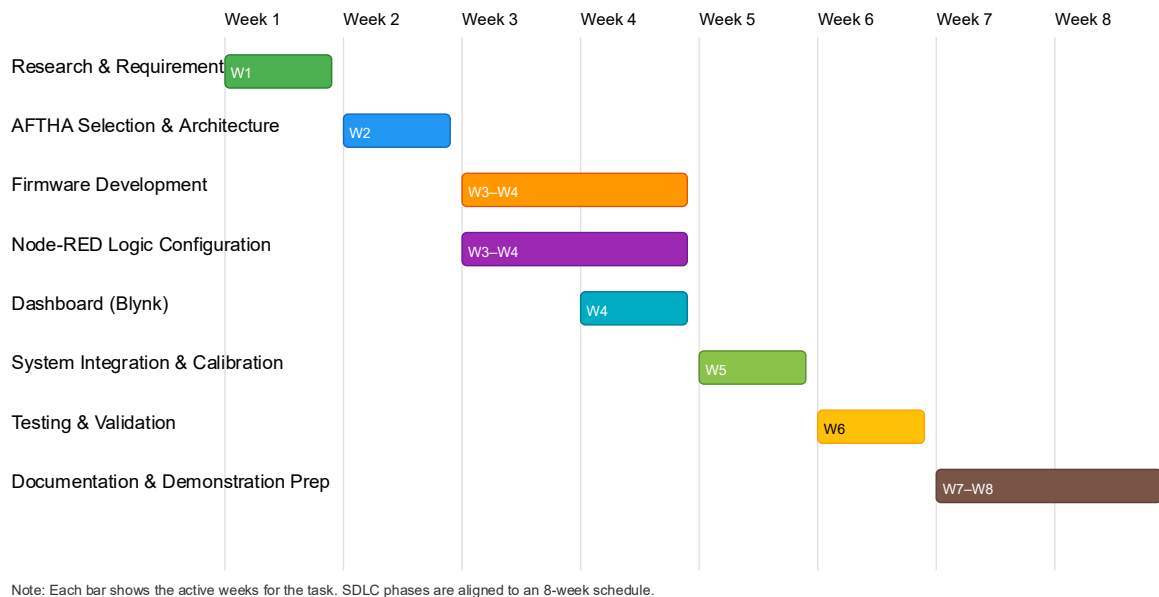 Week 1 Week 2 Week 3 Week 4 Week 5 Week 6 Week 7 Week 8
Research & Requirement W1
AFTHA Selection & Architecture W2
Firmware Development W3–W4
Node-RED Logic Configuration W3–W4
Dashboard (Blynk) W4
System Integration & Calibration W5
Testing & Validation W6
Documentation & Demonstration Prep W7–W8
Note: Each bar shows the active weeks for the task. SDLC phases are aligned to an 8-week schedule.